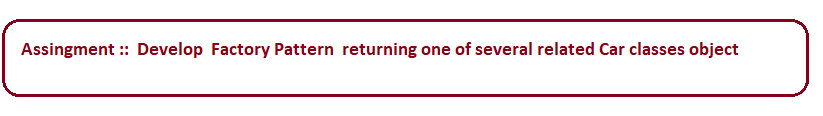 Assingment :: Develop Factory Pattern returning one of several related Car classes object